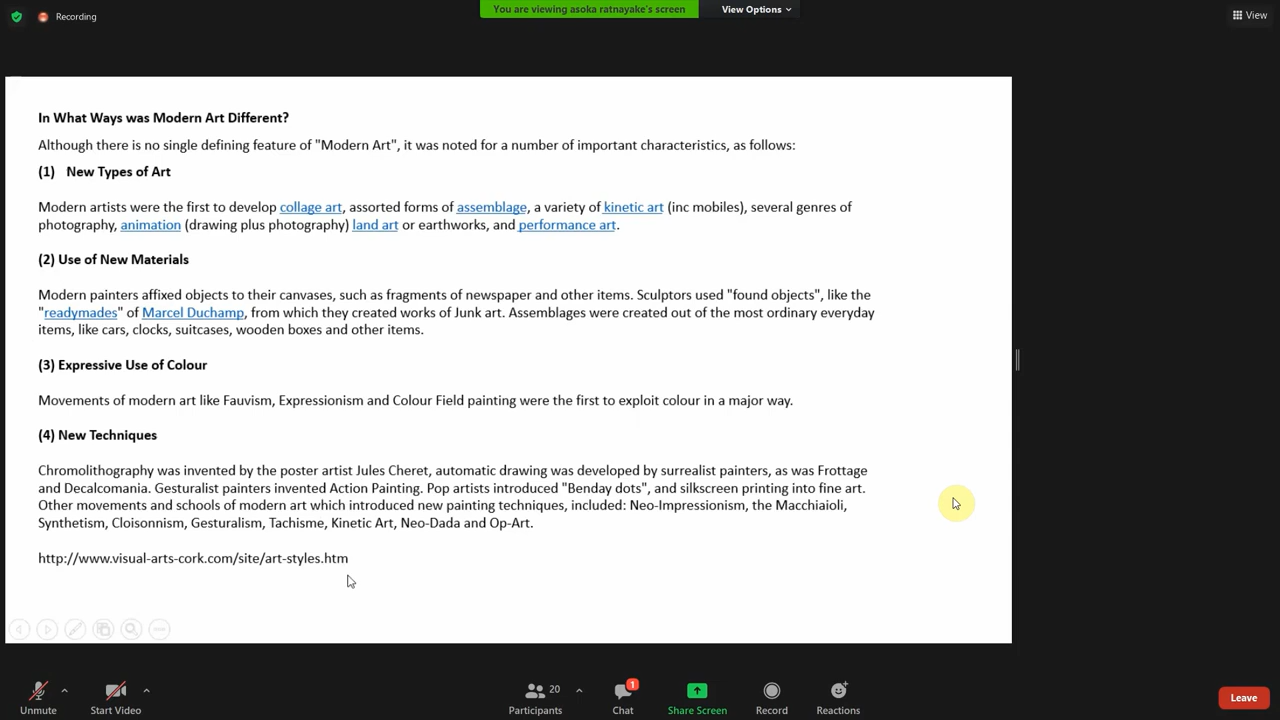 Recording
You are viewing asoka ratnayake's screen
View Options
View
In What Ways was Modern Art Different?
Although there is no single defining feature of "Modern Art", it was noted for a number of important characteristics, as follows:
(1) New Types of Art
Modern artists were the first to develop collage art, assorted forms of assemblage, a variety of kinetic art (inc mobiles), several genres of
photography, animation (drawing plus photography) land art or earthworks, and performance art.
(2) Use of New Materials
Modern painters affixed objects to their canvases, such as fragments of newspaper and other items. Sculptors used "found objects", like the
"readymades" of Marcel Duchamp, from which they created works of Junk art. Assemblages were created out of the most ordinary everyday
items, like cars, clocks, suitcases, wooden boxes and other items.
(3) Expressive Use of Colour
Movements of modern art like Fauvism, Expressionism and Colour Field painting were the first to exploit colour in a major way.
(4) New Techniques
Chromolithography was invented by the poster artist Jules Cheret, automatic drawing was developed by surrealist painters, as was Frottage
and Decalcomania. Gesturalist painters invented Action Painting. Pop artists introduced "Benday dots", and silkscreen printing into fine art.
Other movements and schools of modern art which introduced new painting techniques, included: Neo-Impressionism, the Macchiaioli,
Synthetism, Cloisonnism, Gesturalism, Tachisme, Kinetic Art, Neo-Dada and Op-Art.
http://www.visual-arts-cork.com/site/art-styles.htm
Unmute
Start Video
20
Participants
1
Chat
Share Screen
Record
Reactions
Leave